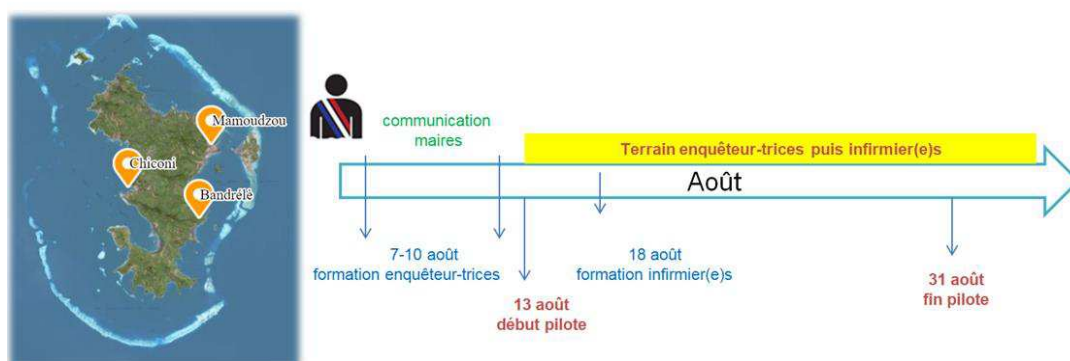 Mamoudzou
Chiconi
Bandrélé
communication
maires
Terrain enquêteur-trices puis infirmier(e)s
Août
7-10 août
formation enquêteur-trices
18 août
formation infirmier(e)s
13 août
début pilote
31 août
fin pilote